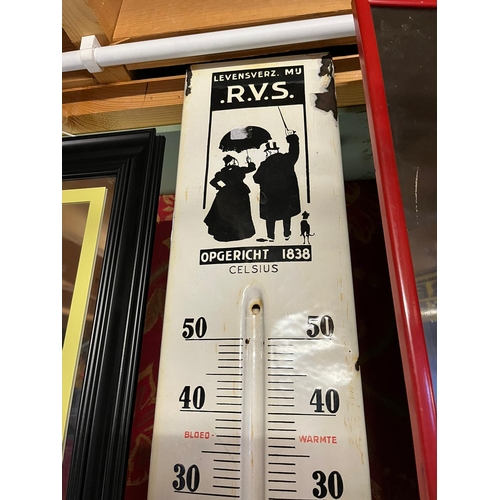 LEVENSVERZ. MIJ
.R.V.S.
OPGERICHT 1838
CELSIUS
50 50
40 40
BLOED- WARMTE
30 30